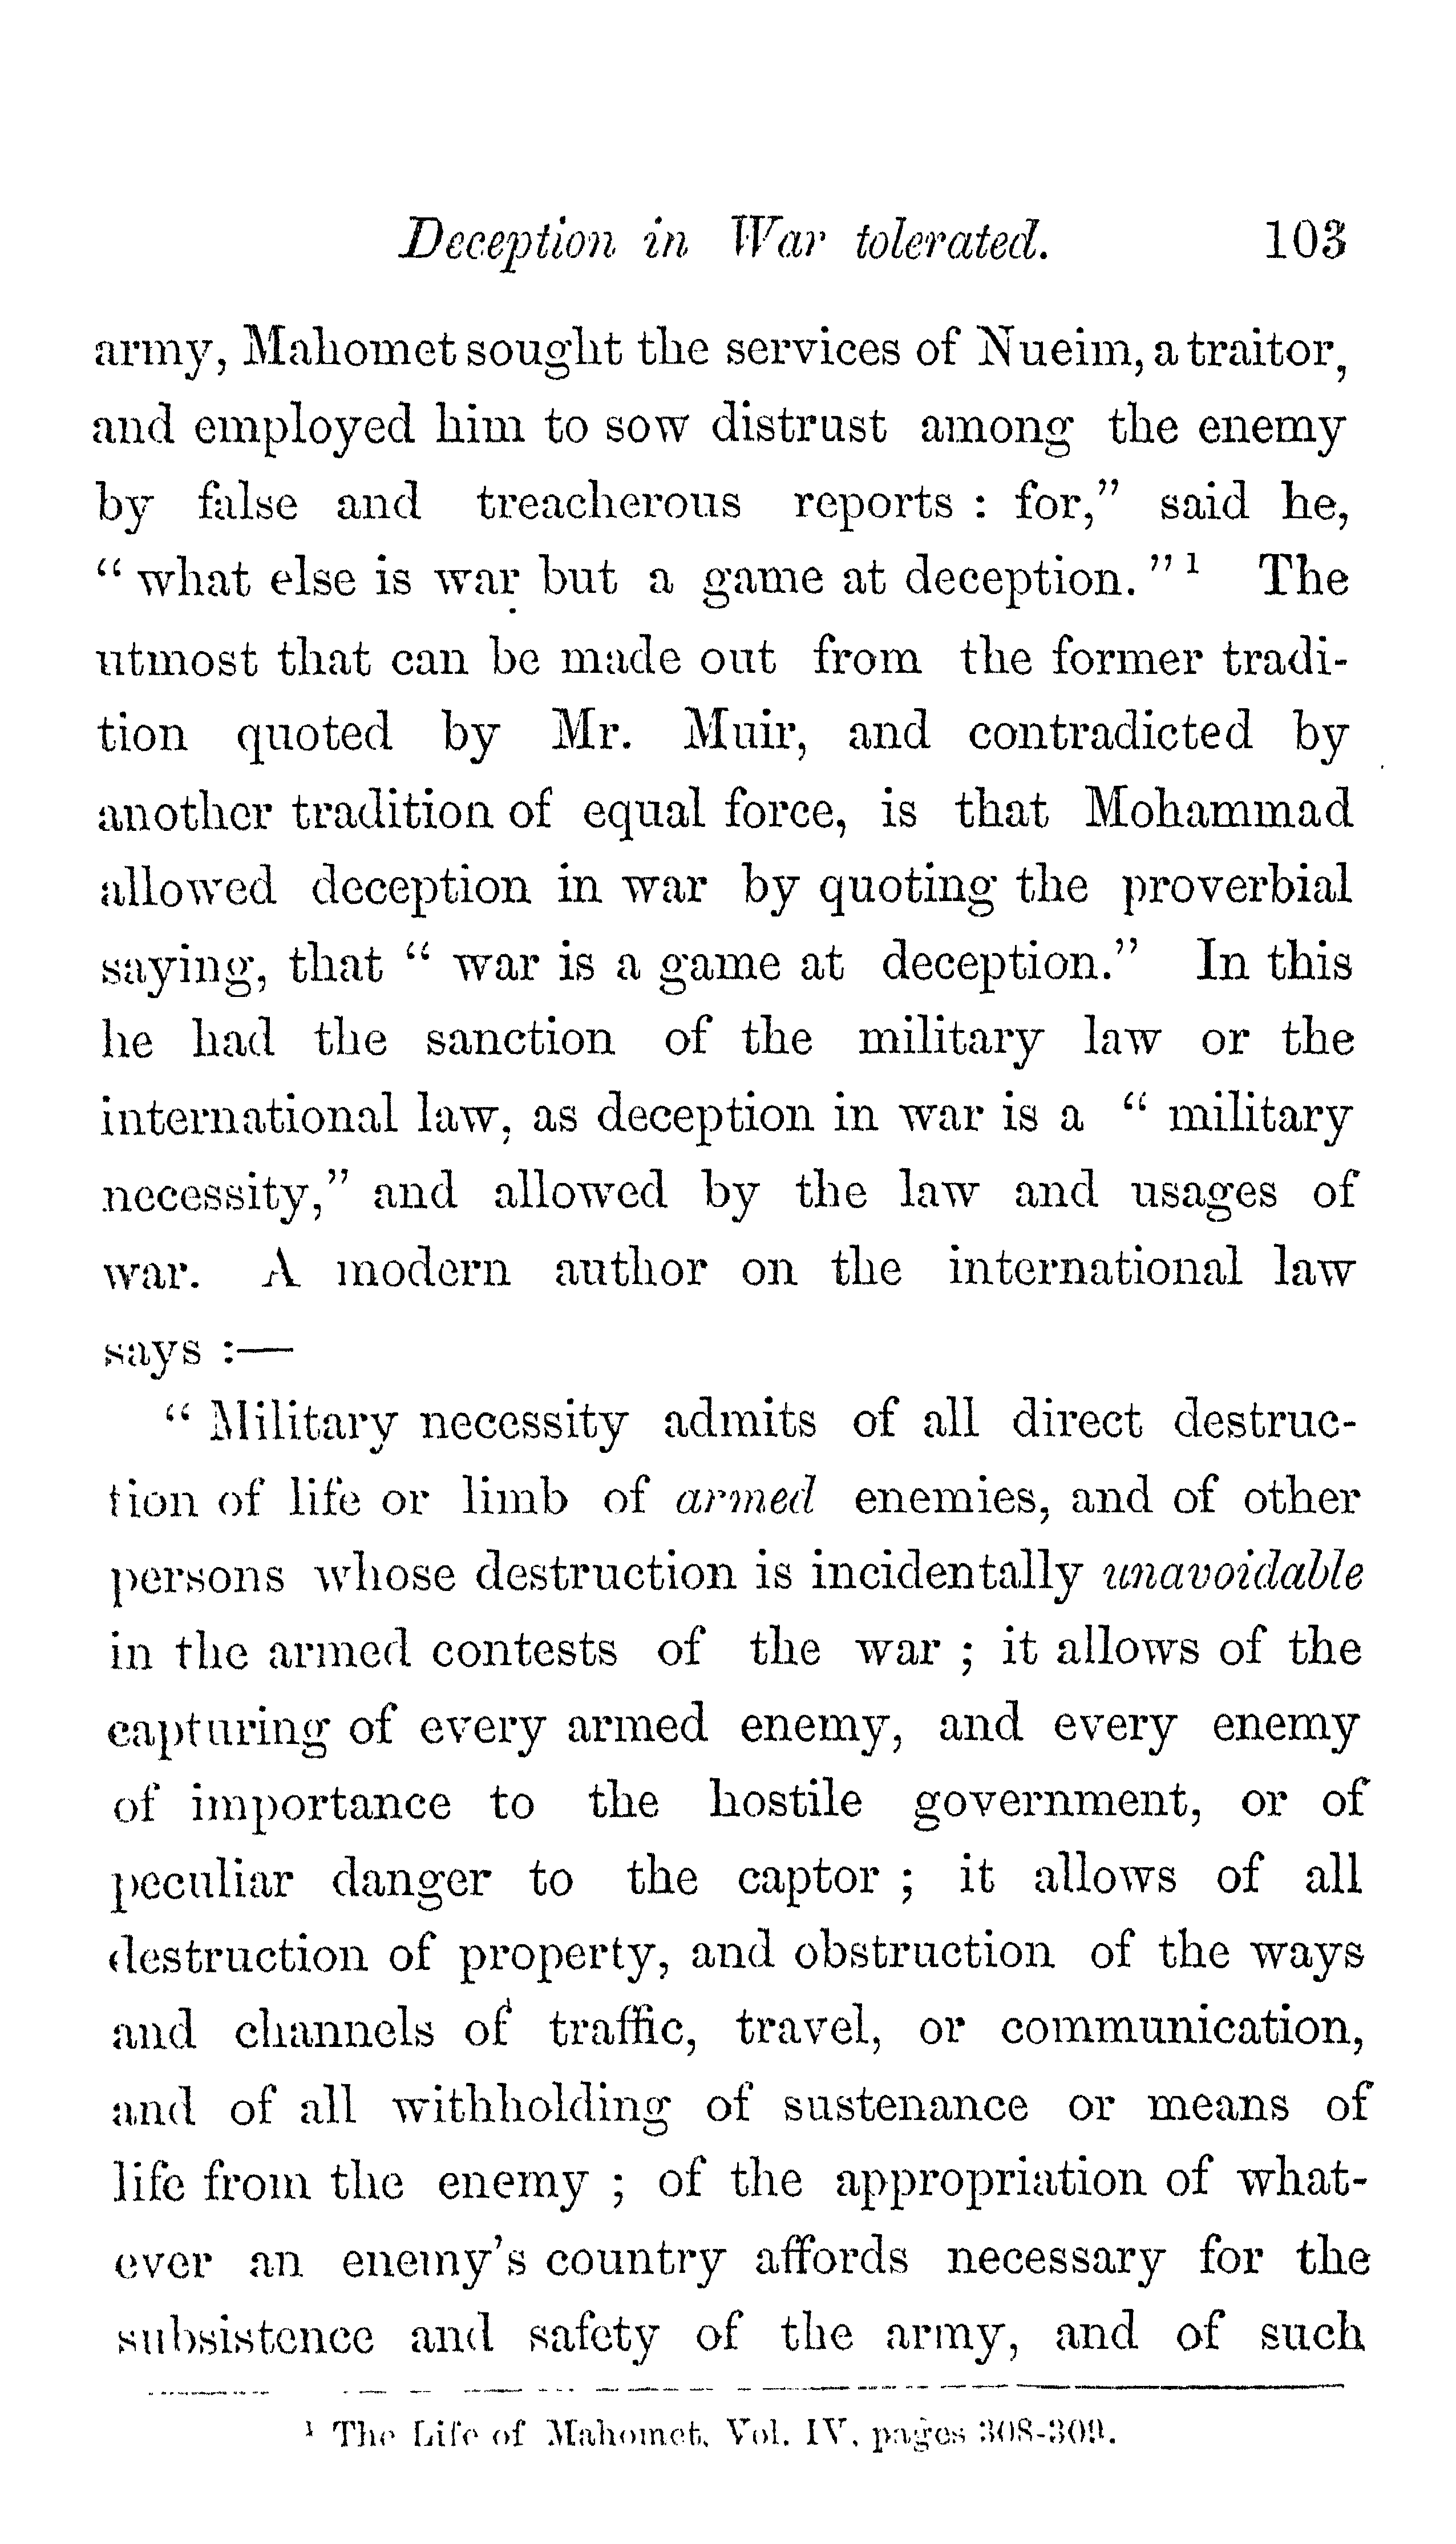 Deception in War tolerated. 103
army, Mahomet sought the services of Nueim, a traitor,
and employed him to sow distrust among the enemy
by false and treacherous reports : for,” said he,
“ what else is war but a game at deception. ” ¹ The
utmost that can be made out from the former tradi-
tion quoted by Mr. Muir, and contradicted by
another tradition of equal force, is that Mohammad
allowed deception in war by quoting the proverbial
saying, that “ war is a game at deception.” In this
he had the sanction of the military law or the
international law, as deception in war is a “ military
necessity,” and allowed by the law and usages of
war. A modern author on the international law
says :—
“ Military necessity admits of all direct destruc-
tion of life or limb of armed enemies, and of other
persons whose destruction is incidentally unavoidable
in the armed contests of the war ; it allows of the
capturing of every armed enemy, and every enemy
of importance to the hostile government, or of
peculiar danger to the captor ; it allows of all
destruction of property, and obstruction of the ways
and channels of traffic, travel, or communication,
and of all withholding of sustenance or means of
life from the enemy ; of the appropriation of what-
ever an enemy’s country affords necessary for the
subsistence and safety of the army, and of such
¹ The Life of Mahomet, Vol. IV, pages 308-309.